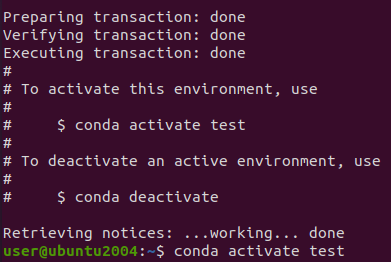 Preparing transaction: done
Verifying transaction: done
Executing transaction: done
#
# To activate this environment, use
#
#     $ conda activate test
#
# To deactivate an active environment, use
#
#     $ conda deactivate

Retrieving notices: ...working... done
user@ubuntu2004:~$ conda activate test